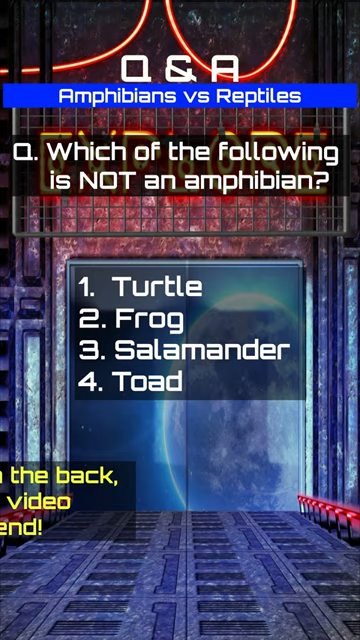 Q & A
Amphibians vs Reptiles
Q. Which of the following
is NOT an amphibian?
1. Turtle
2. Frog
3. Salamander
4. Toad
the back,
video
end!